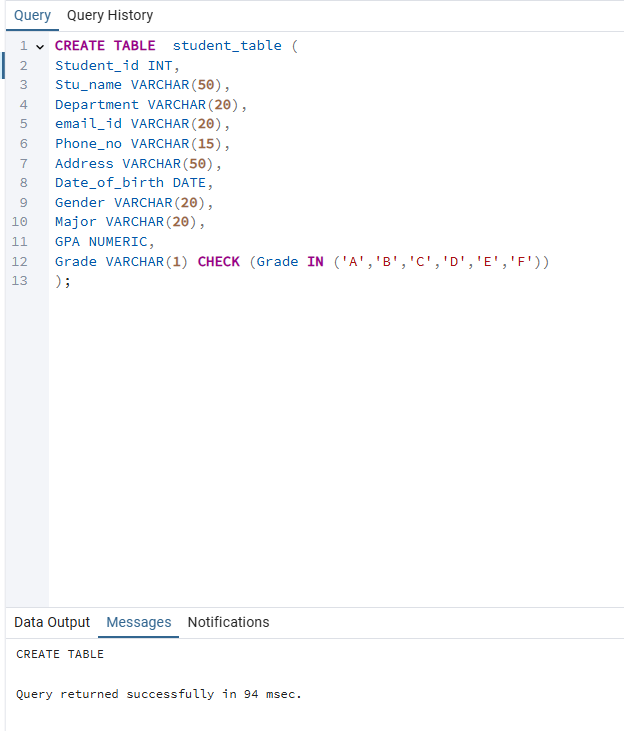 Query Query History
1 CREATE TABLE  student_table (
2 Student_id INT,
3 Stu_name VARCHAR(50),
4 Department VARCHAR(20),
5 email_id VARCHAR(20),
6 Phone_no VARCHAR(15),
7 Address VARCHAR(50),
8 Date_of_birth DATE,
9 Gender VARCHAR(20),
10 Major VARCHAR(20),
11 GPA NUMERIC,
12 Grade VARCHAR(1) CHECK (Grade IN ('A','B','C','D','E','F'))
13 );
Data Output Messages Notifications
CREATE TABLE
Query returned successfully in 94 msec.